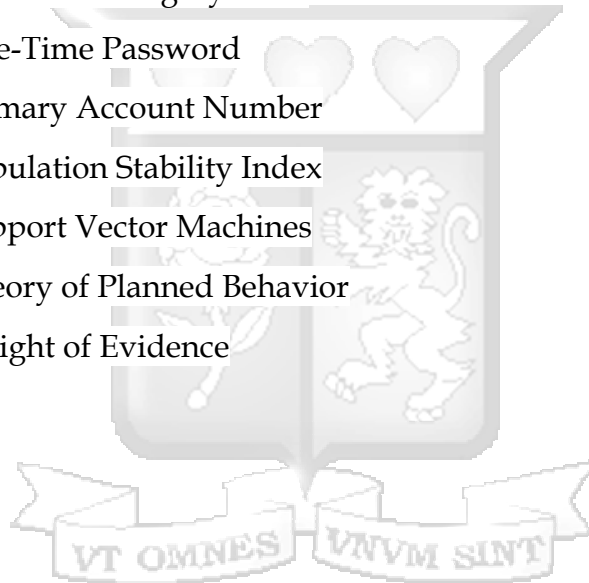 e-Time Password
mary Account Number
pulation Stability Index
pport Vector Machines
eory of Planned Behavior
ight of Evidence
VT OMNES VNVM SINT